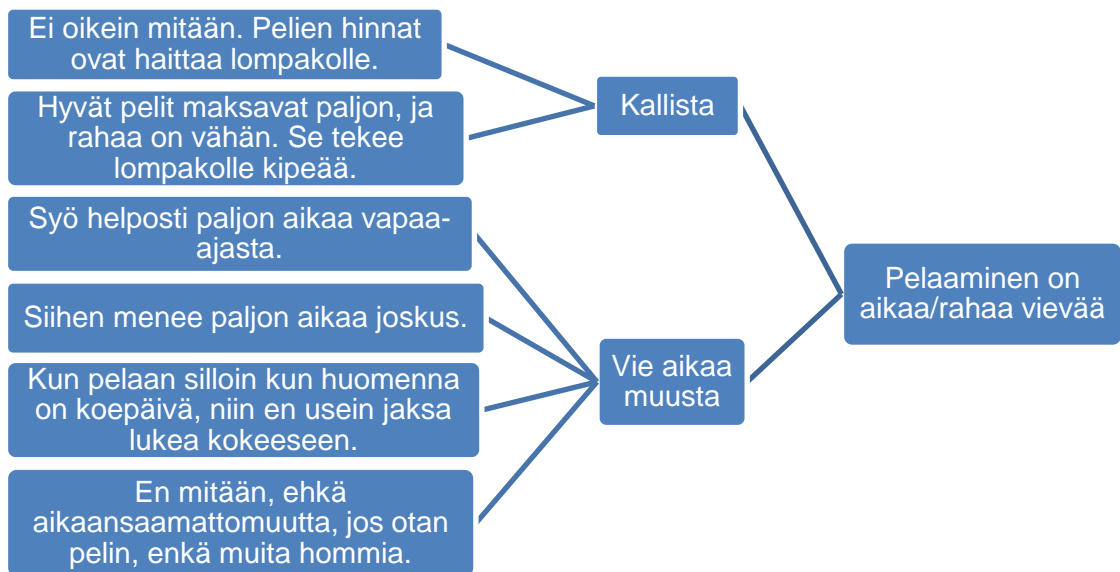 Ei oikein mitään. Pelien hinnat
ovat haittaa lompakolle.
Hyvät pelit maksavat paljon, ja
rahaa on vähän. Se tekee
lompakolle kipeää.
Syö helposti paljon aikaa vapaa-
ajasta.
Siihen menee paljon aikaa joskus.
Kun pelaan silloin kun huomenna
on koepäivä, niin en usein jaksa
lukea kokeeseen.
En mitään, ehkä
aikaansaamattomuutta, jos otan
pelin, enkä muita hommia.
Kallista
Vie aikaa
muusta
Pelaaminen on
aikaa/rahaa vievää